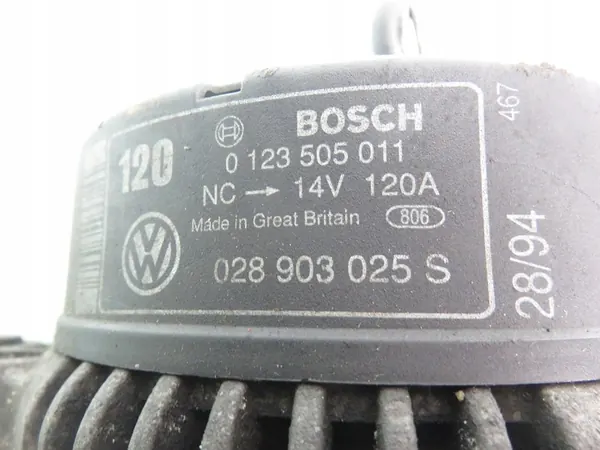 120
BOSCH
0 123 505 011
NC → 14V 120A
Made in Great Britain 806
VW
028 903 025 S
28/94
467